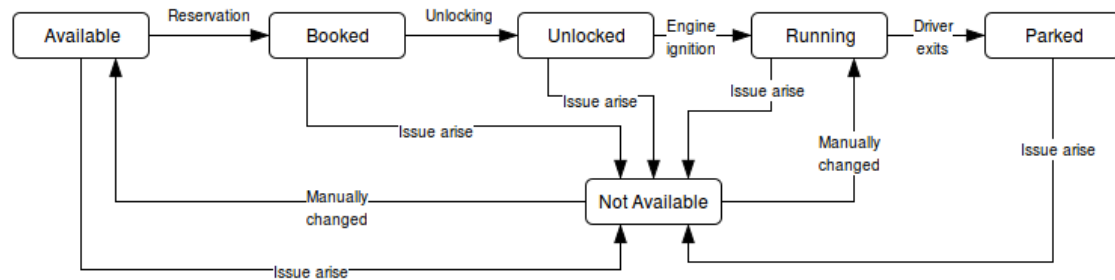 Reservation
Unlocking
Available
Booked
Unlocked
Engine
ignition
Running
Driver
exits
Parked
Issue arise
Issue arise
Issue arise
Manually
changed
Issue arise
Manually
changed
Not Available
Issue arise